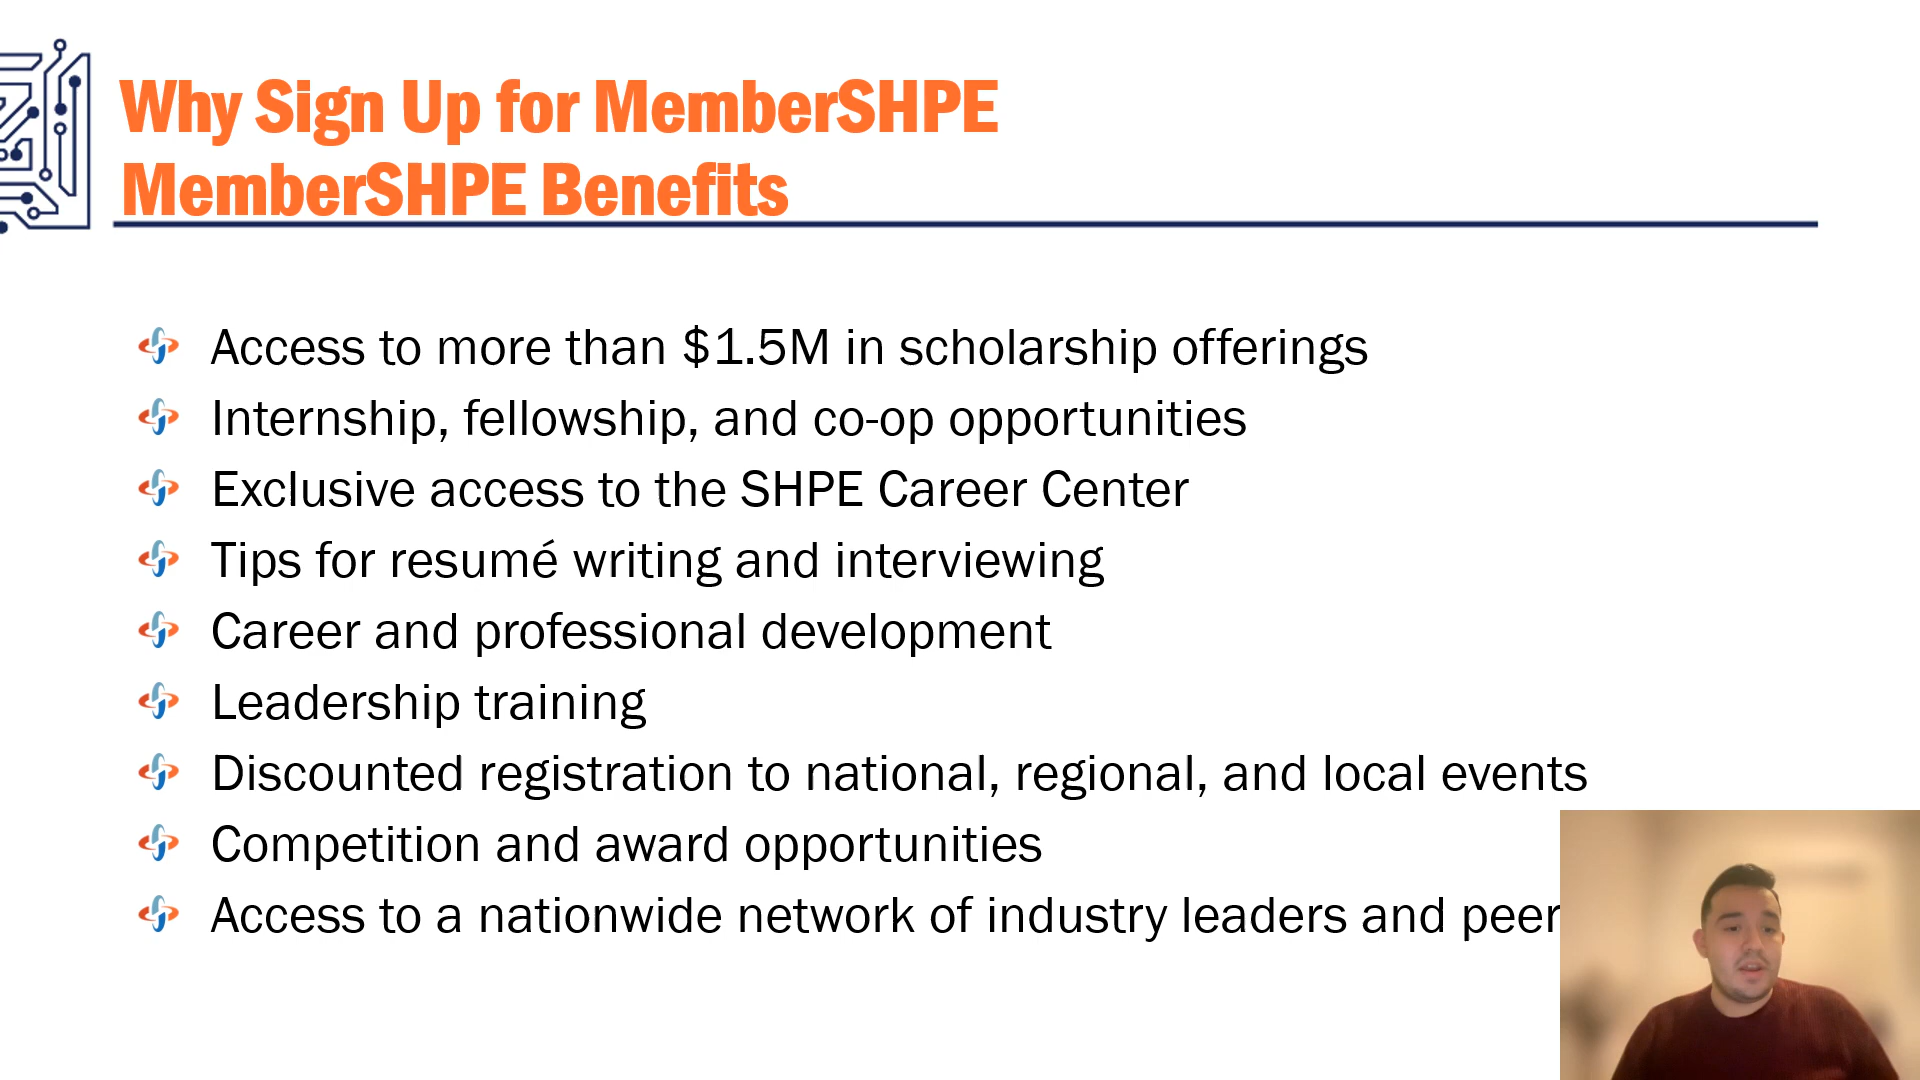 Why Sign Up for MemberSHPE
MemberSHPE Benefits
Access to more than $1.5M in scholarship offerings
Internship, fellowship, and co-op opportunities
Exclusive access to the SHPE Career Center
Tips for resumé writing and interviewing
Career and professional development
Leadership training
Discounted registration to national, regional, and local events
Competition and award opportunities
Access to a nationwide network of industry leaders and peer